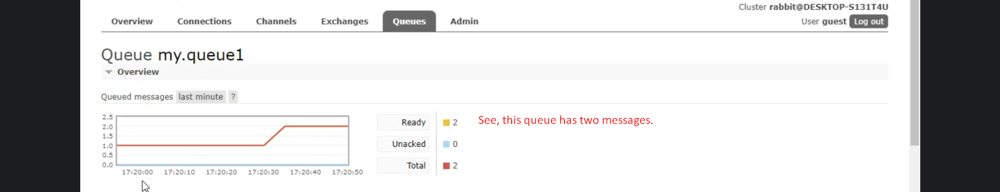 Cluster rabbit@DESKTOP-S131T4U
Overview Connections Channels Exchanges Queues Admin User guest Log out
Queue my.queue1
Overview
Queued messages last minute ?
2.5
2.0
1.5
1.0
0.5
0.0
17:20:00 17:20:10 17:20:20 17:20:30 17:20:40 17:20:50
Ready 2
Unacked 0
Total 2
See, this queue has two messages.